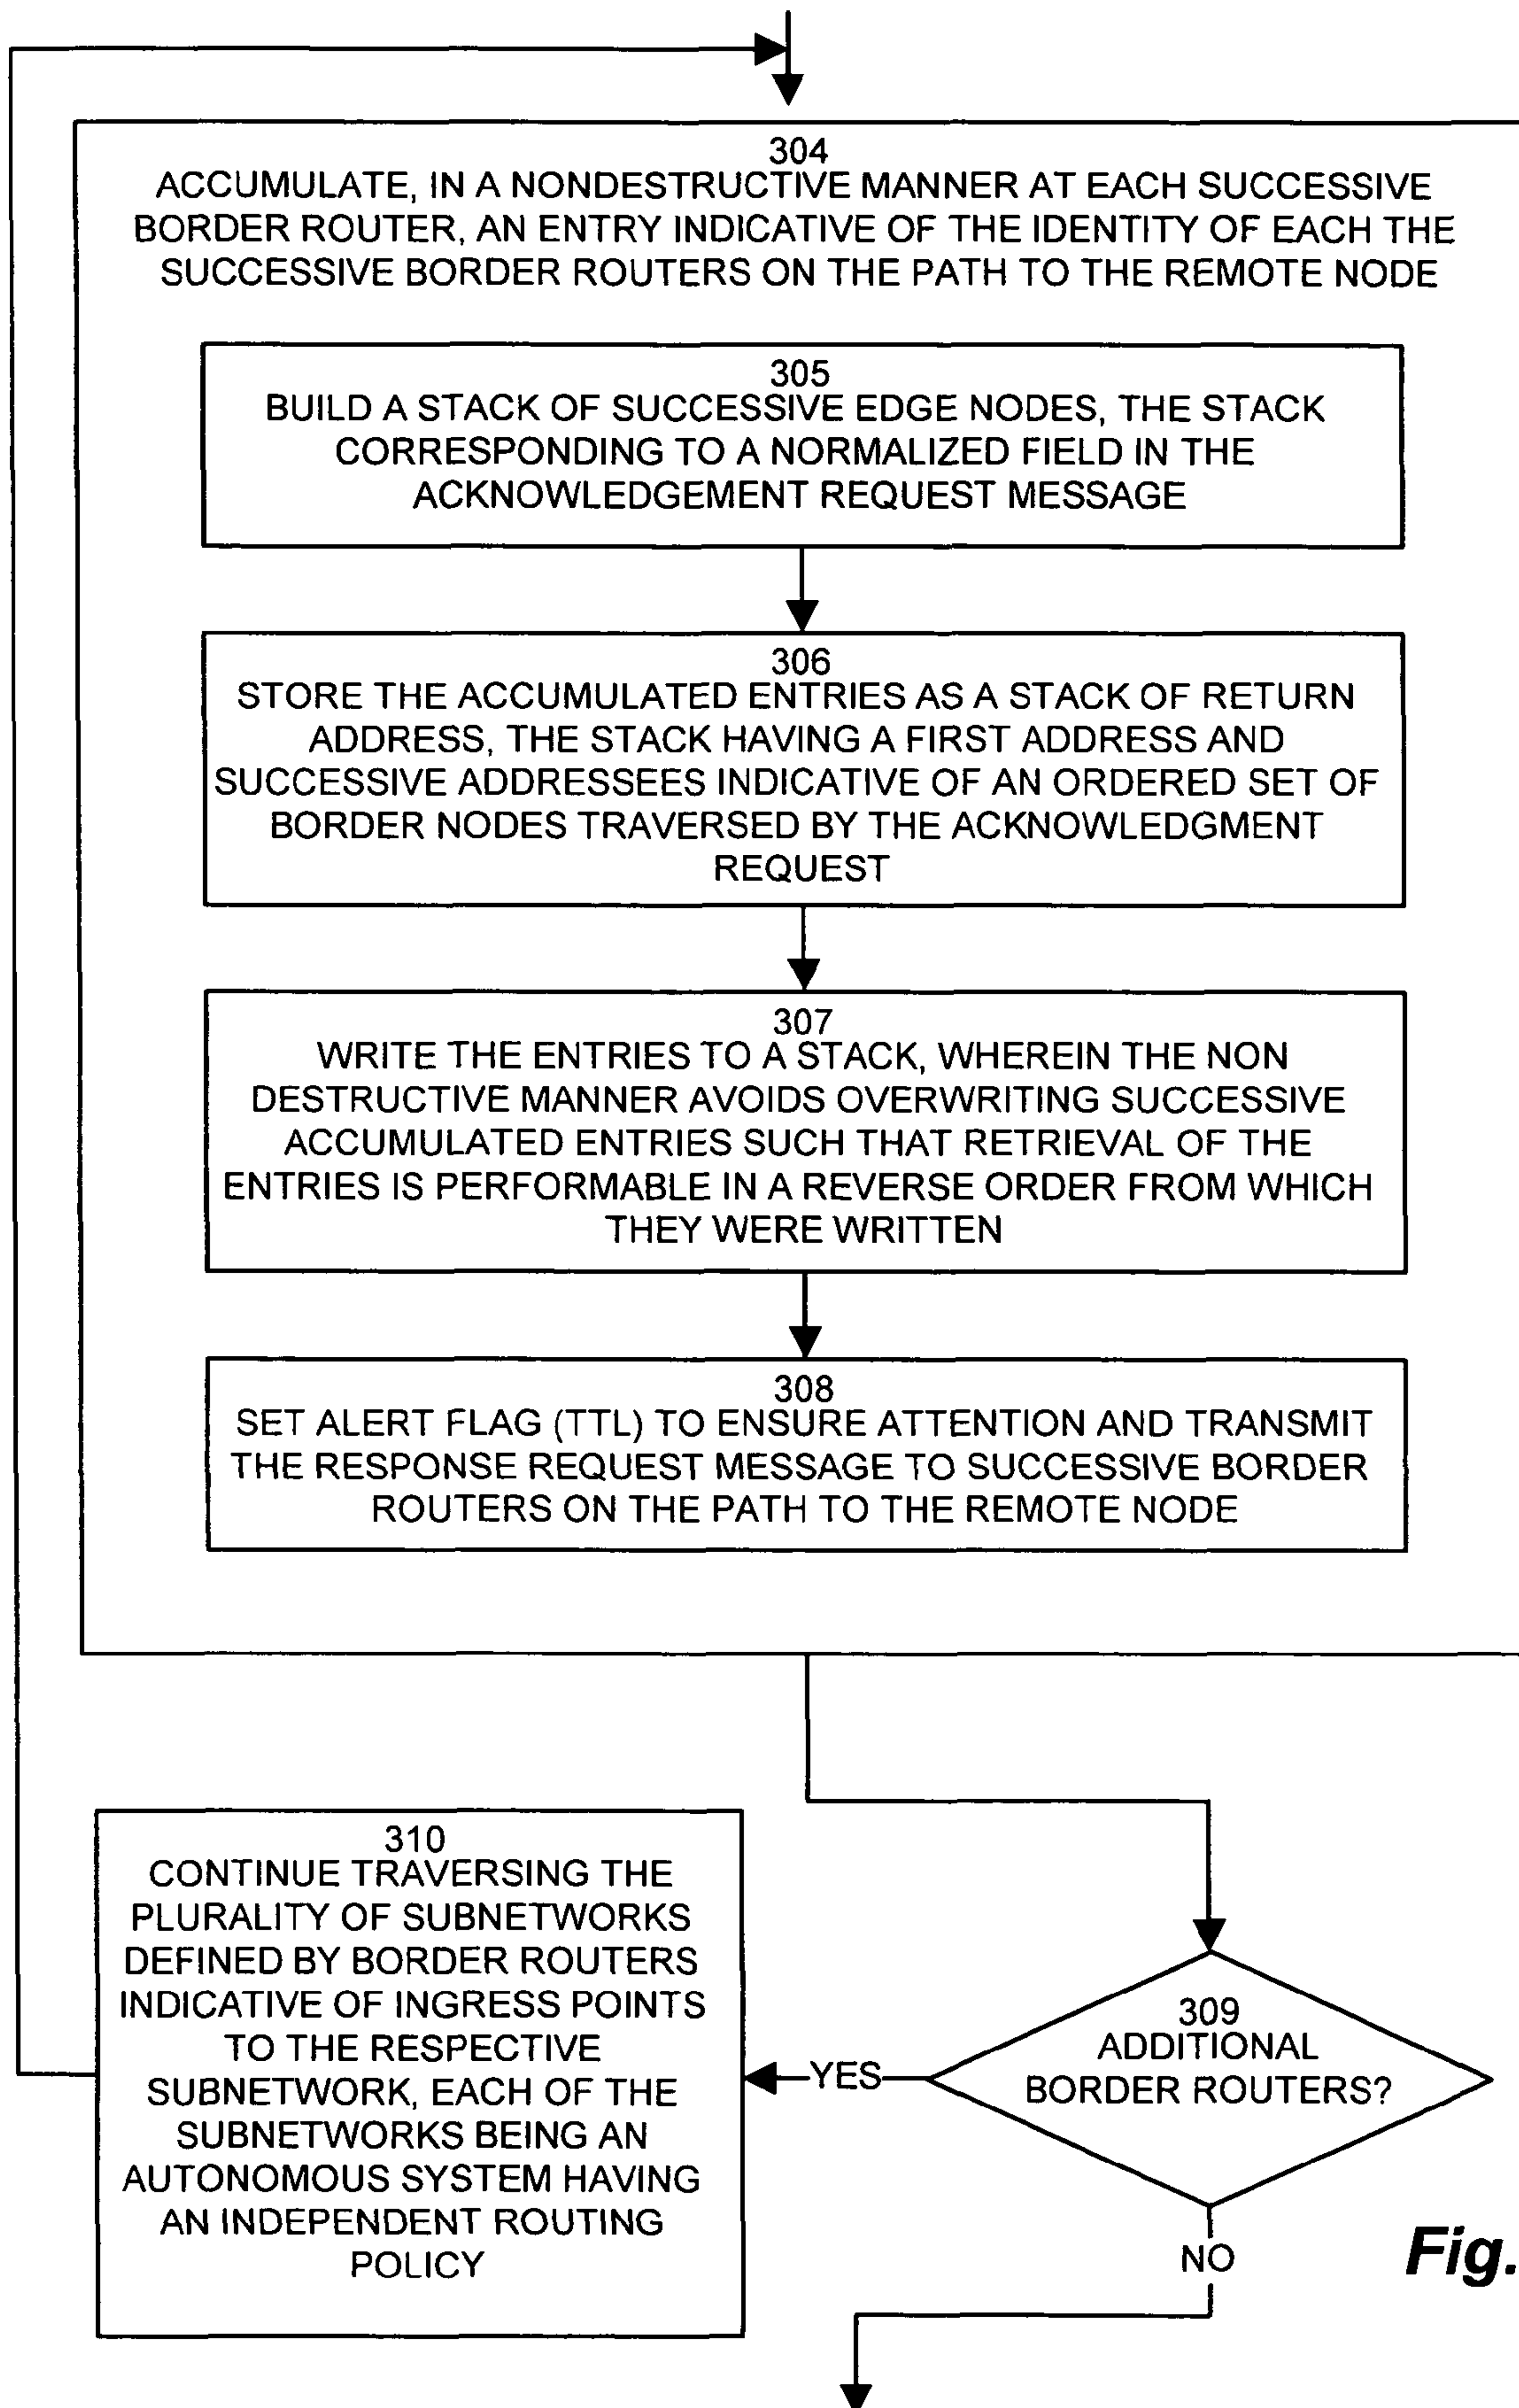 304
ACCUMULATE, IN A NONDESTRUCTIVE MANNER AT EACH SUCCESSIVE
BORDER ROUTER, AN ENTRY INDICATIVE OF THE IDENTITY OF EACH THE
SUCCESSIVE BORDER ROUTERS ON THE PATH TO THE REMOTE NODE
305
BUILD A STACK OF SUCCESSIVE EDGE NODES, THE STACK
CORRESPONDING TO A NORMALIZED FIELD IN THE
ACKNOWLEDGEMENT REQUEST MESSAGE
306
STORE THE ACCUMULATED ENTRIES AS A STACK OF RETURN
ADDRESS, THE STACK HAVING A FIRST ADDRESS AND
SUCCESSIVE ADDRESSEES INDICATIVE OF AN ORDERED SET OF
BORDER NODES TRAVERSED BY THE ACKNOWLEDGMENT
REQUEST
307
WRITE THE ENTRIES TO A STACK, WHEREIN THE NON
DESTRUCTIVE MANNER AVOIDS OVERWRITING SUCCESSIVE
ACCUMULATED ENTRIES SUCH THAT RETRIEVAL OF THE
ENTRIES IS PERFORMABLE IN A REVERSE ORDER FROM WHICH
THEY WERE WRITTEN
308
SET ALERT FLAG (TTL) TO ENSURE ATTENTION AND TRANSMIT
THE RESPONSE REQUEST MESSAGE TO SUCCESSIVE BORDER
ROUTERS ON THE PATH TO THE REMOTE NODE
309
ADDITIONAL
BORDER ROUTERS?
YES
310
CONTINUE TRAVERSING THE
PLURALITY OF SUBNETWORKS
DEFINED BY BORDER ROUTERS
INDICATIVE OF INGRESS POINTS
TO THE RESPECTIVE
SUBNETWORK, EACH OF THE
SUBNETWORKS BEING AN
AUTONOMOUS SYSTEM HAVING
AN INDEPENDENT ROUTING
POLICY
NO
Fig.